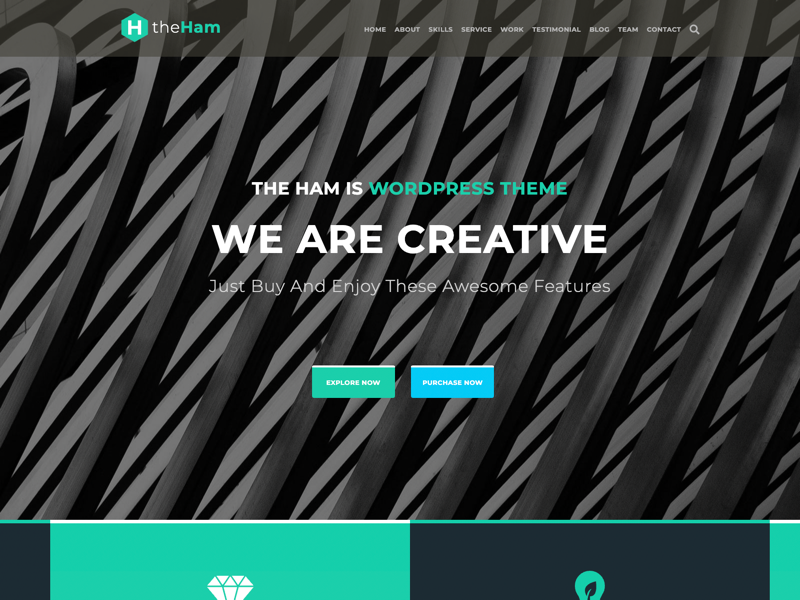 H theHam
HOME ABOUT SKILLS SERVICE WORK TESTIMONIAL BLOG TEAM CONTACT
THE HAM IS WORDPRESS THEME
WE ARE CREATIVE
Just Buy And Enjoy These Awesome Features
EXPLORE NOW PURCHASE NOW